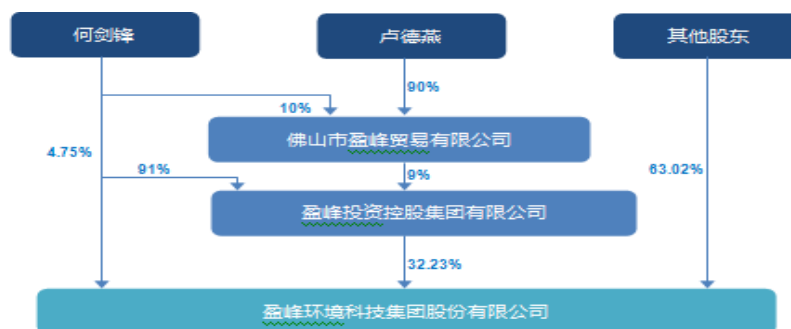 何剑锋
卢德燕
其他股东
90%
10%
佛山市盈峰贸易有限公司
4.75%
91%
9%
63.02%
盈峰投资控股集团有限公司
32.23%
盈峰环境科技集团股份有限公司